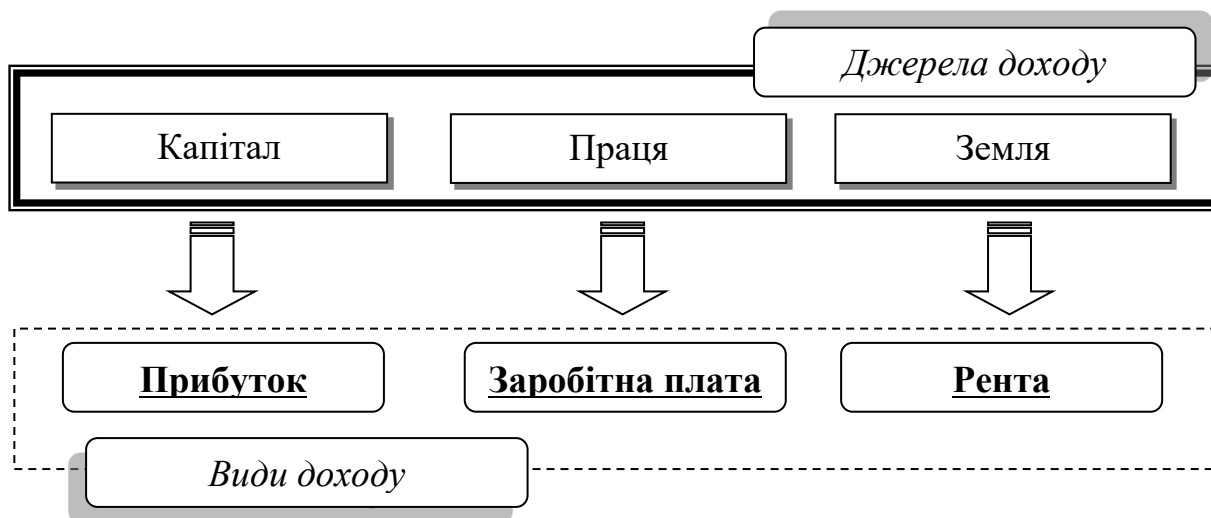 Джерела доходу
Капітал
Праця
Земля
Прибуток
Заробітна плата
Рента
Види доходу